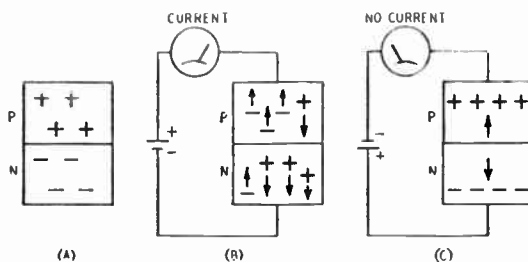 CURRENT
NO CURRENT
P
+ +
+ +
N
− −
− −
+
−
P
− − − +
N
− + + +
−
+
P
+ + + +
N
− − − −
(A)
(B)
(C)